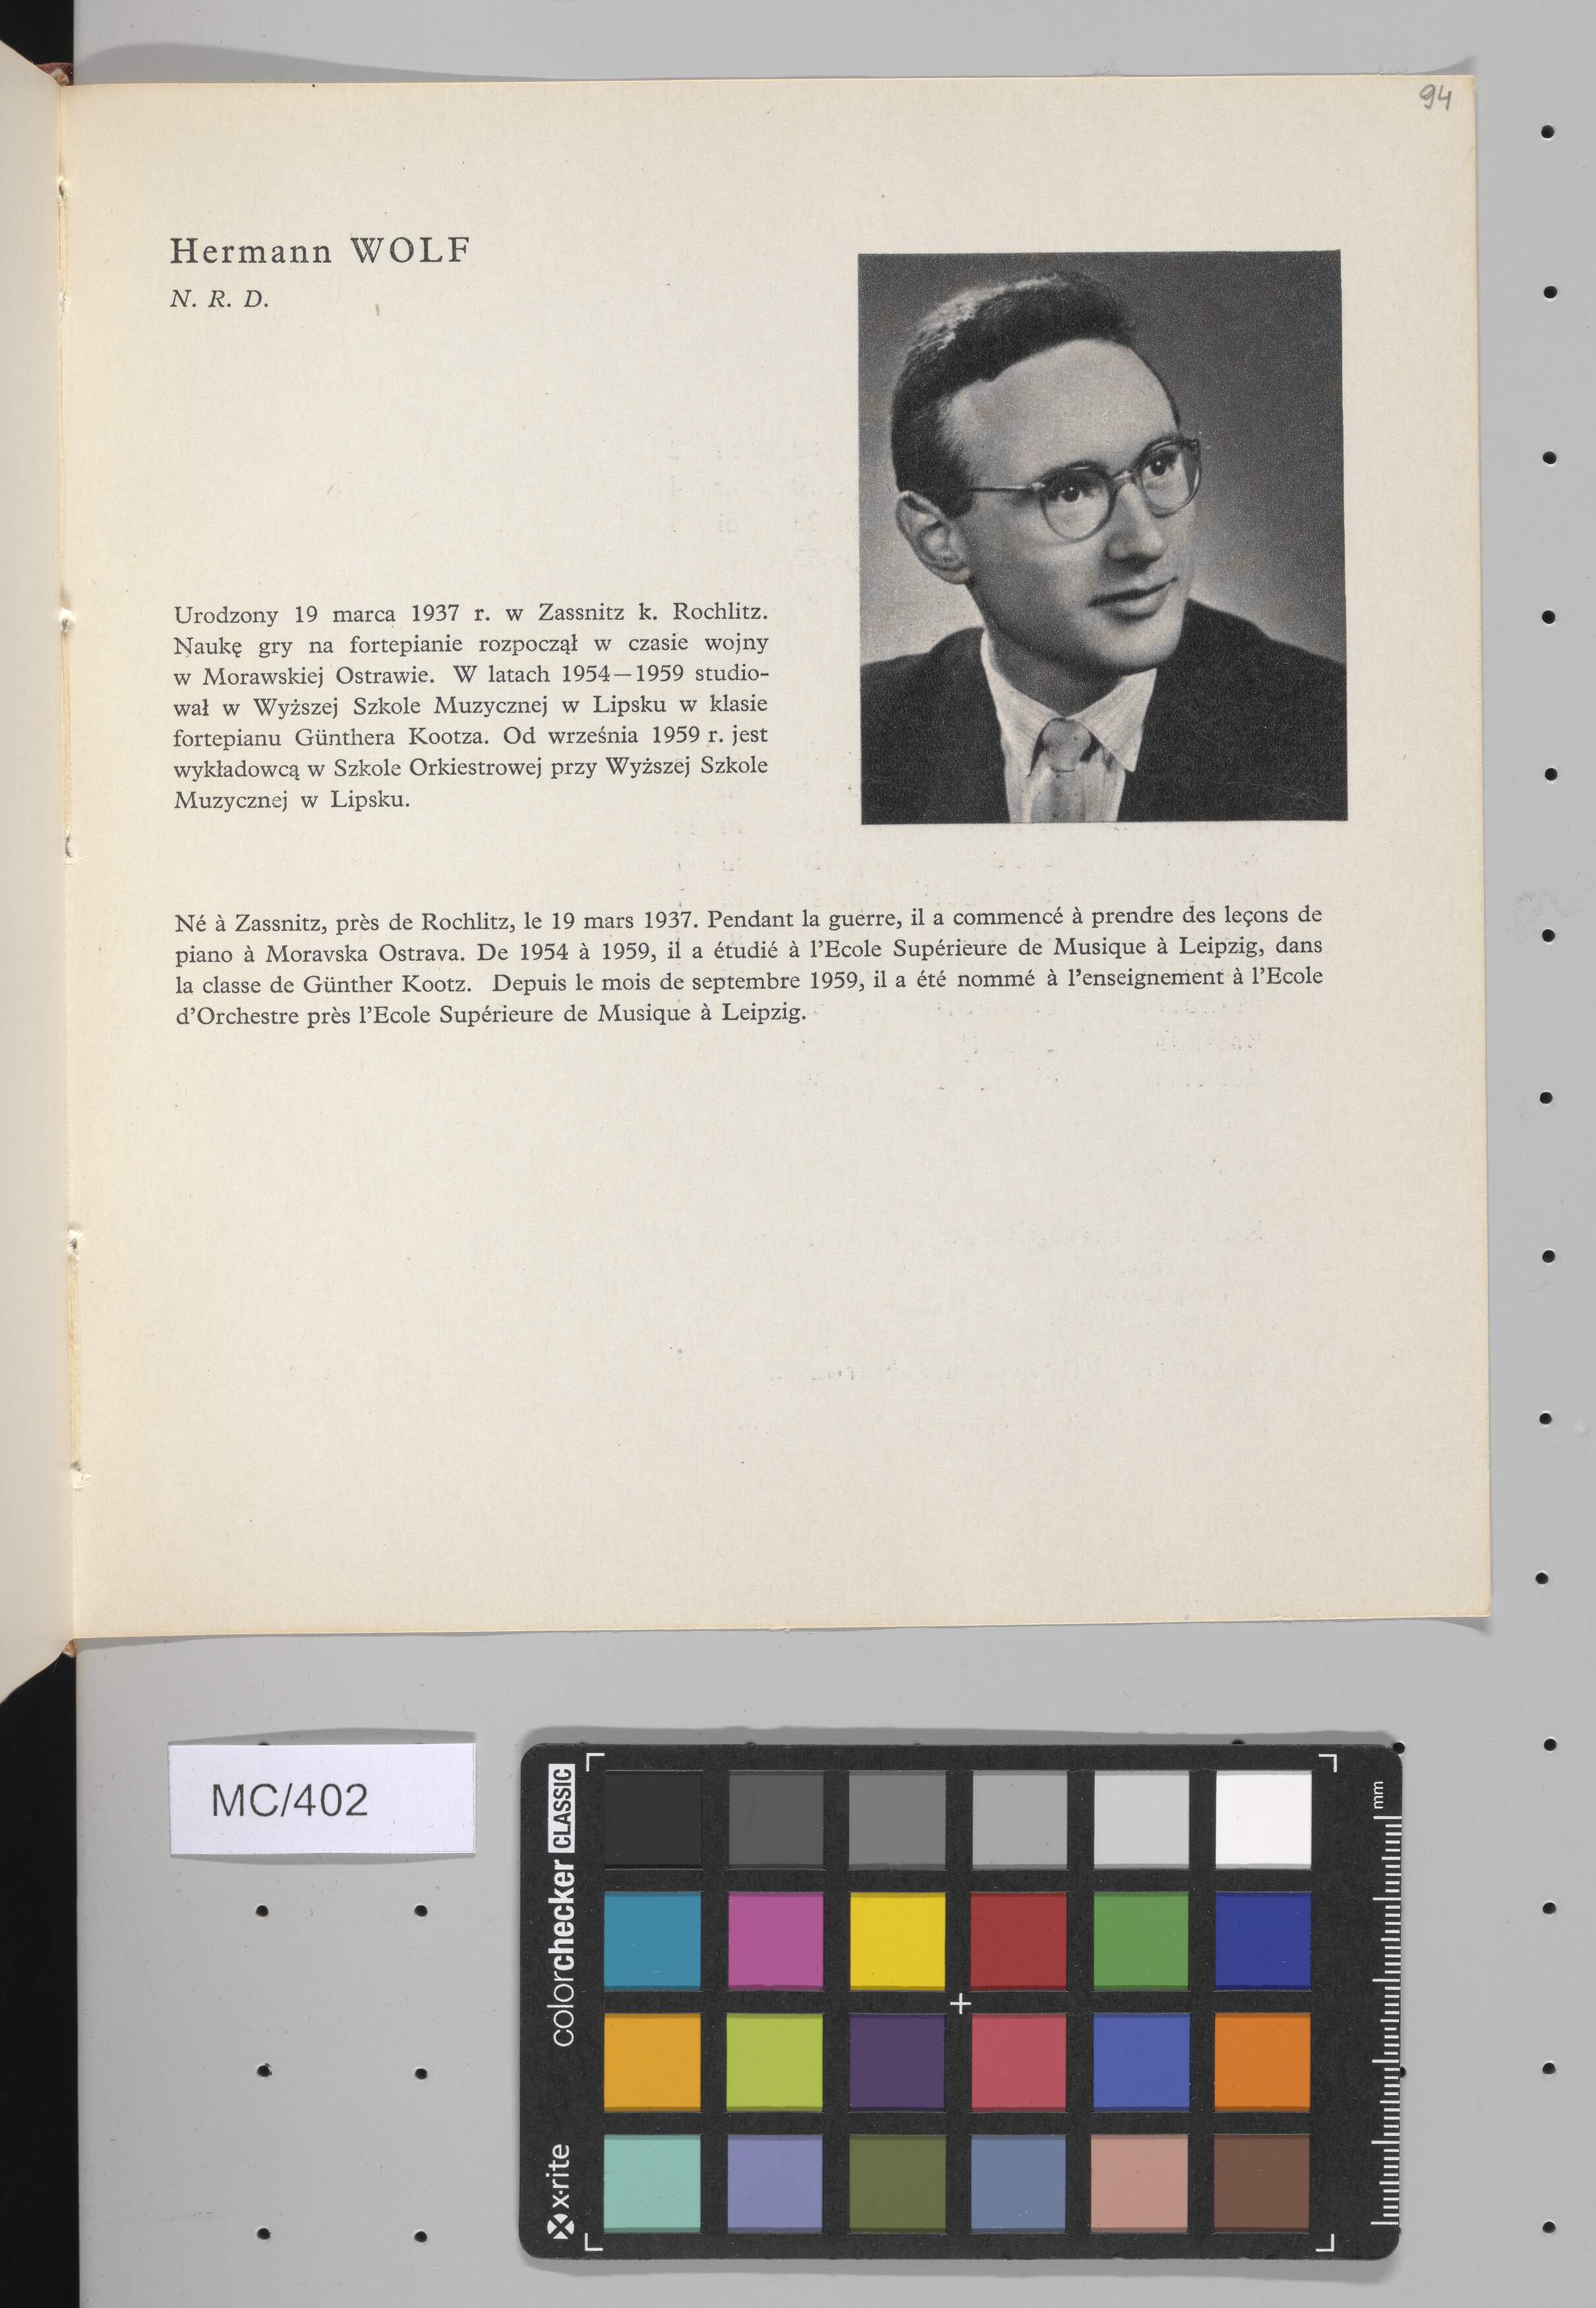 94
Hermann WOLF
N. R. D.
Urodzony 19 marca 1937 r. w Zassnitz k. Rochlitz.
Naukę gry na fortepianie rozpoczął w czasie wojny
w Morawskiej Ostrawie. W latach 1954—1959 studio-
wał w Wyższej Szkole Muzycznej w Lipsku w klasie
fortepianu Günthera Kootza. Od września 1959 r. jest
wykładowcą w Szkole Orkiestrowej przy Wyższej Szkole
Muzycznej w Lipsku.
Né à Zassnitz, près de Rochlitz, le 19 mars 1937. Pendant la guerre, il a commencé à prendre des leçons de
piano à Moravska Ostrava. De 1954 à 1959, il a étudié à l'Ecole Supérieure de Musique à Leipzig, dans
la classe de Günther Kootz. Depuis le mois de septembre 1959, il a été nommé à l'enseignement à l'Ecole
d'Orchestre près l'Ecole Supérieure de Musique à Leipzig.
MC/402
x-rite colorchecker CLASSIC
mm